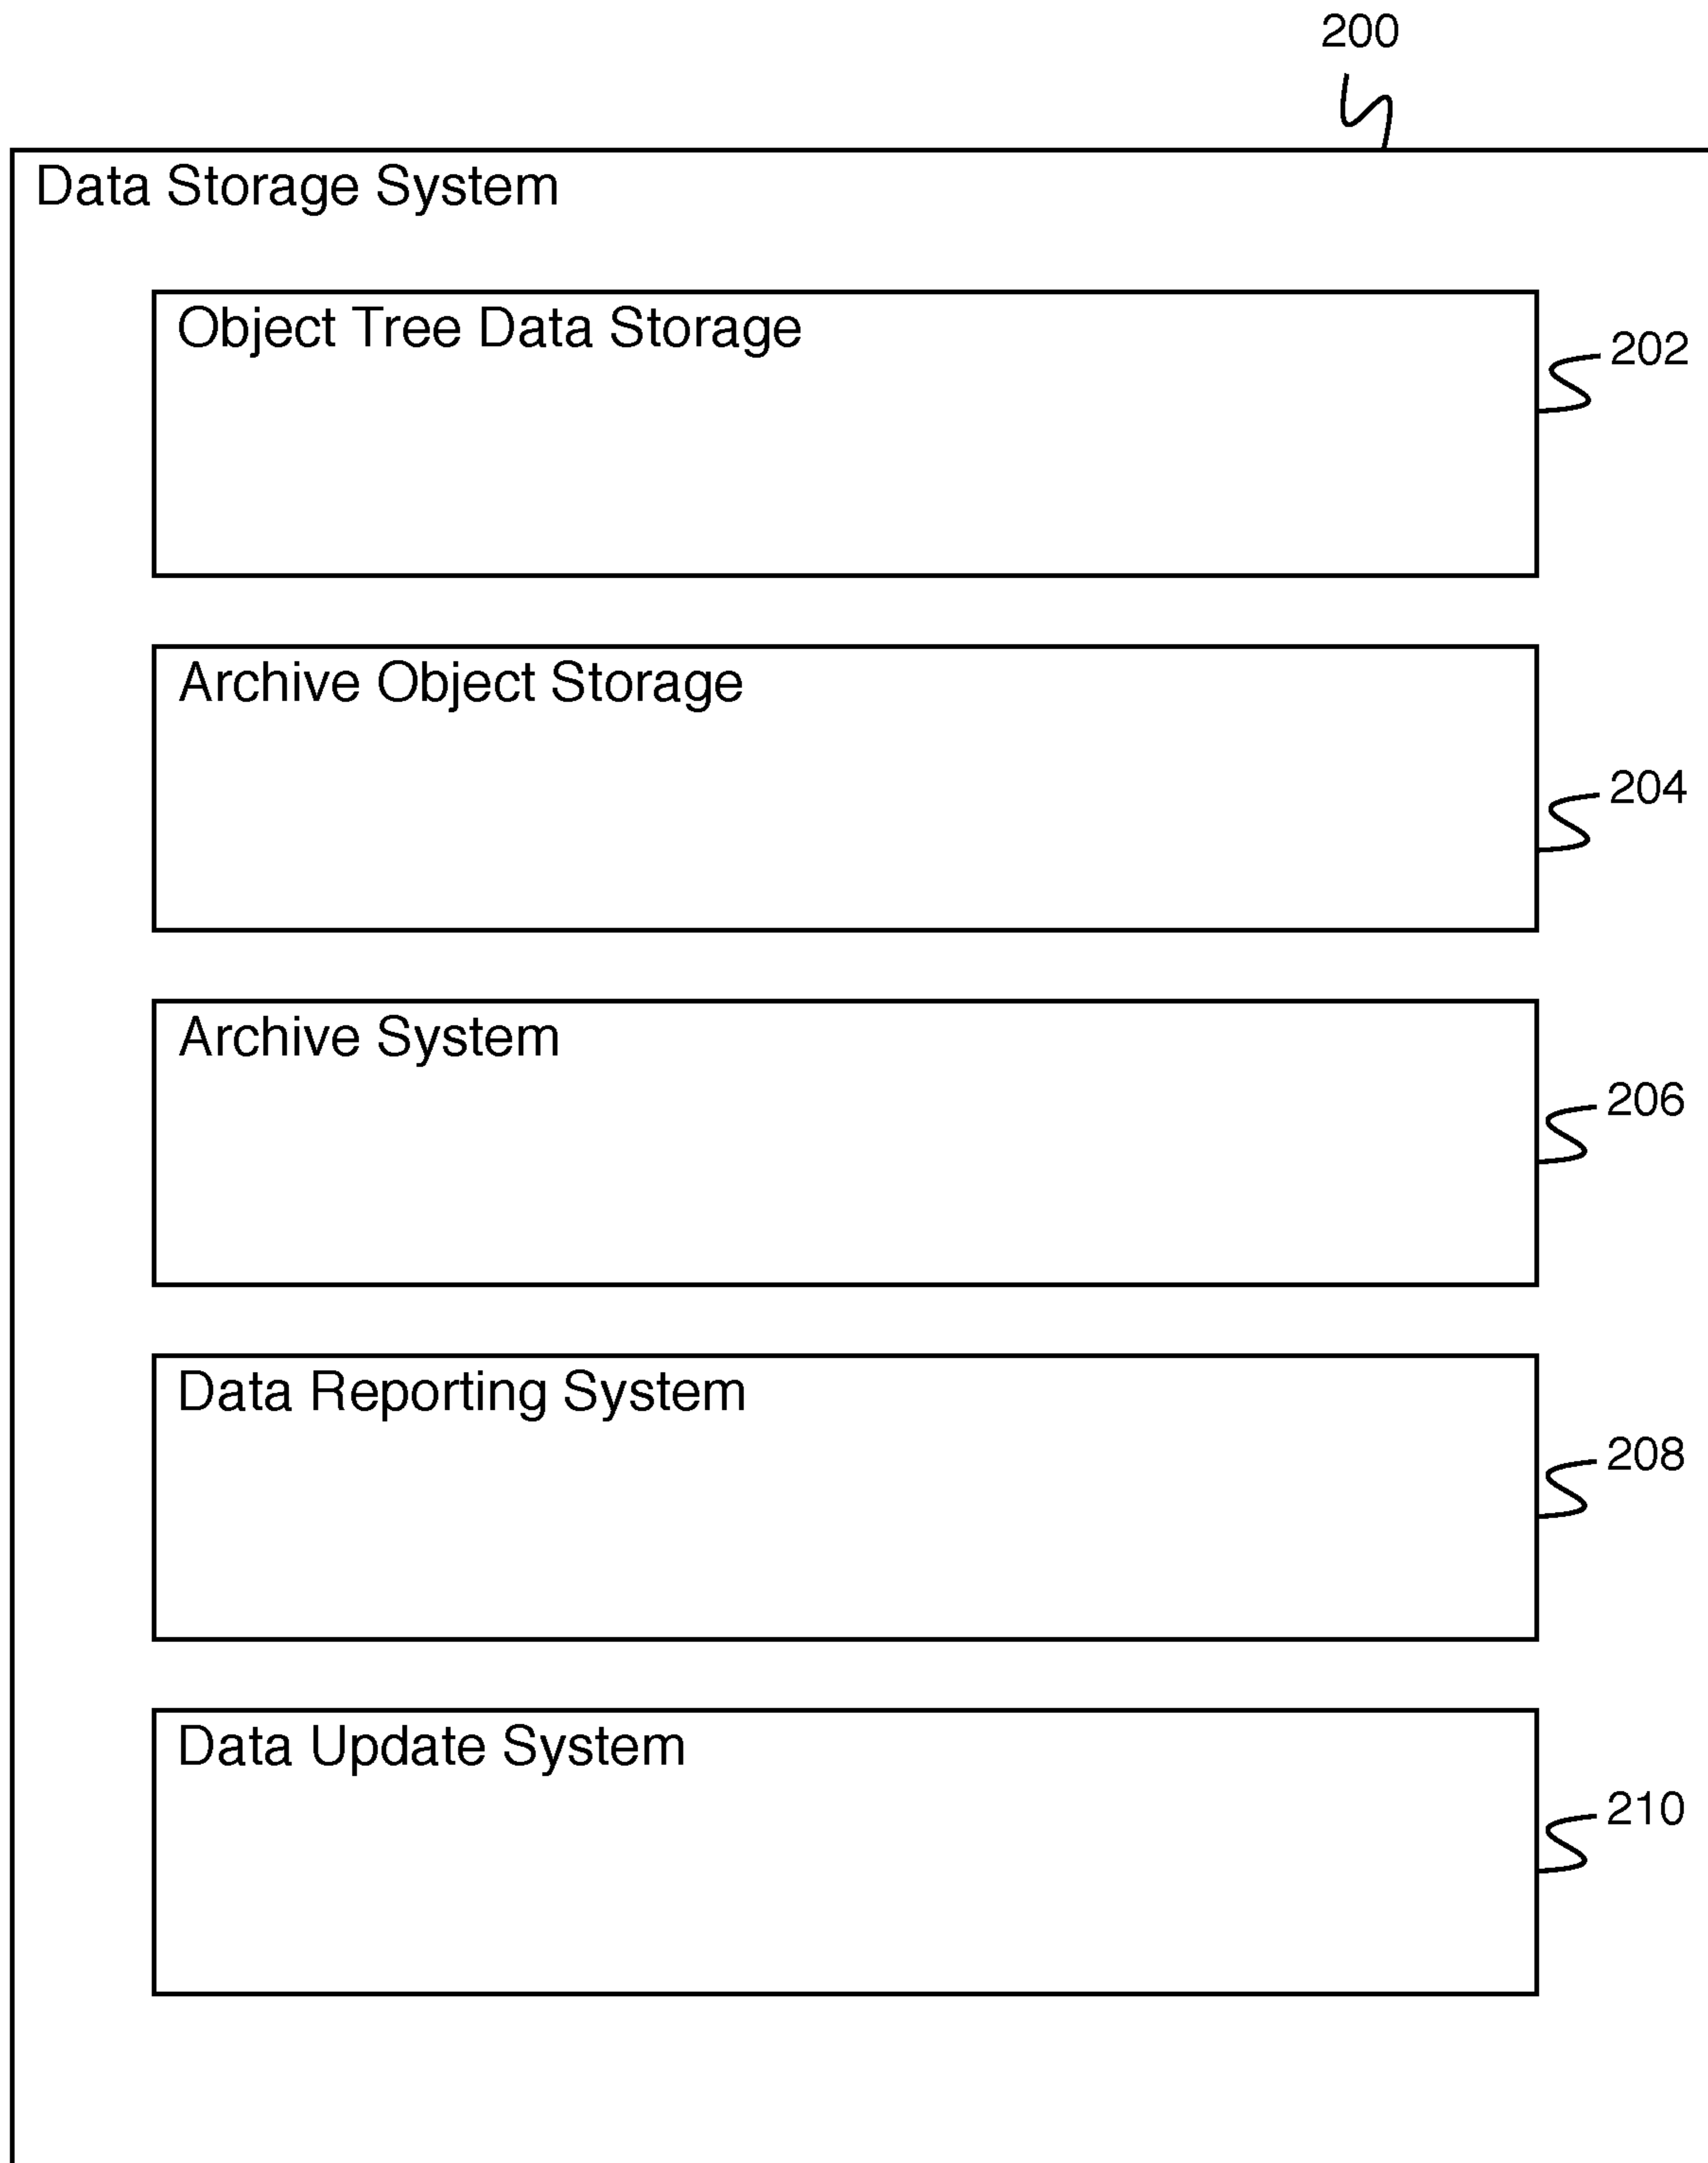 200
Data Storage System
Object Tree Data Storage
202
Archive Object Storage
204
Archive System
206
Data Reporting System
208
Data Update System
210